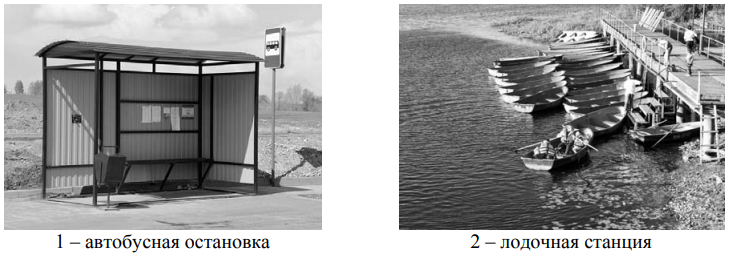 1 – автобусная остановка
2 – лодочная станция